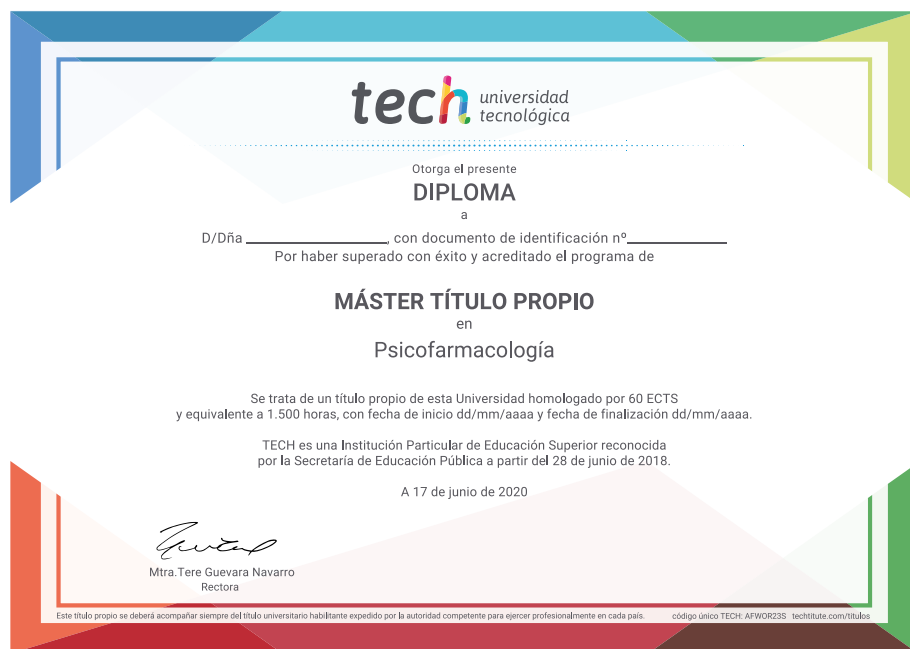 tech universidad
tecnológica
Otorga el presente
DIPLOMA
a
D/Dña ________________, con documento de identificación nº____________
Por haber superado con éxito y acreditado el programa de
MÁSTER TÍTULO PROPIO
en
Psicofarmacología
Se trata de un título propio de esta Universidad homologado por 60 ECTS
y equivalente a 1.500 horas, con fecha de inicio dd/mm/aaaa y fecha de finalización dd/mm/aaaa.
TECH es una Institución Particular de Educación Superior reconocida
por la Secretaría de Educación Pública a partir del 28 de junio de 2018.
A 17 de junio de 2020
Mtra.Tere Guevara Navarro
Rectora
Este título propio se deberá acompañar siempre del título universitario habilitante expedido por la autoridad competente para ejercer profesionalmente en cada país. código único TECH: AFWOR23S techtitute.com/titulos